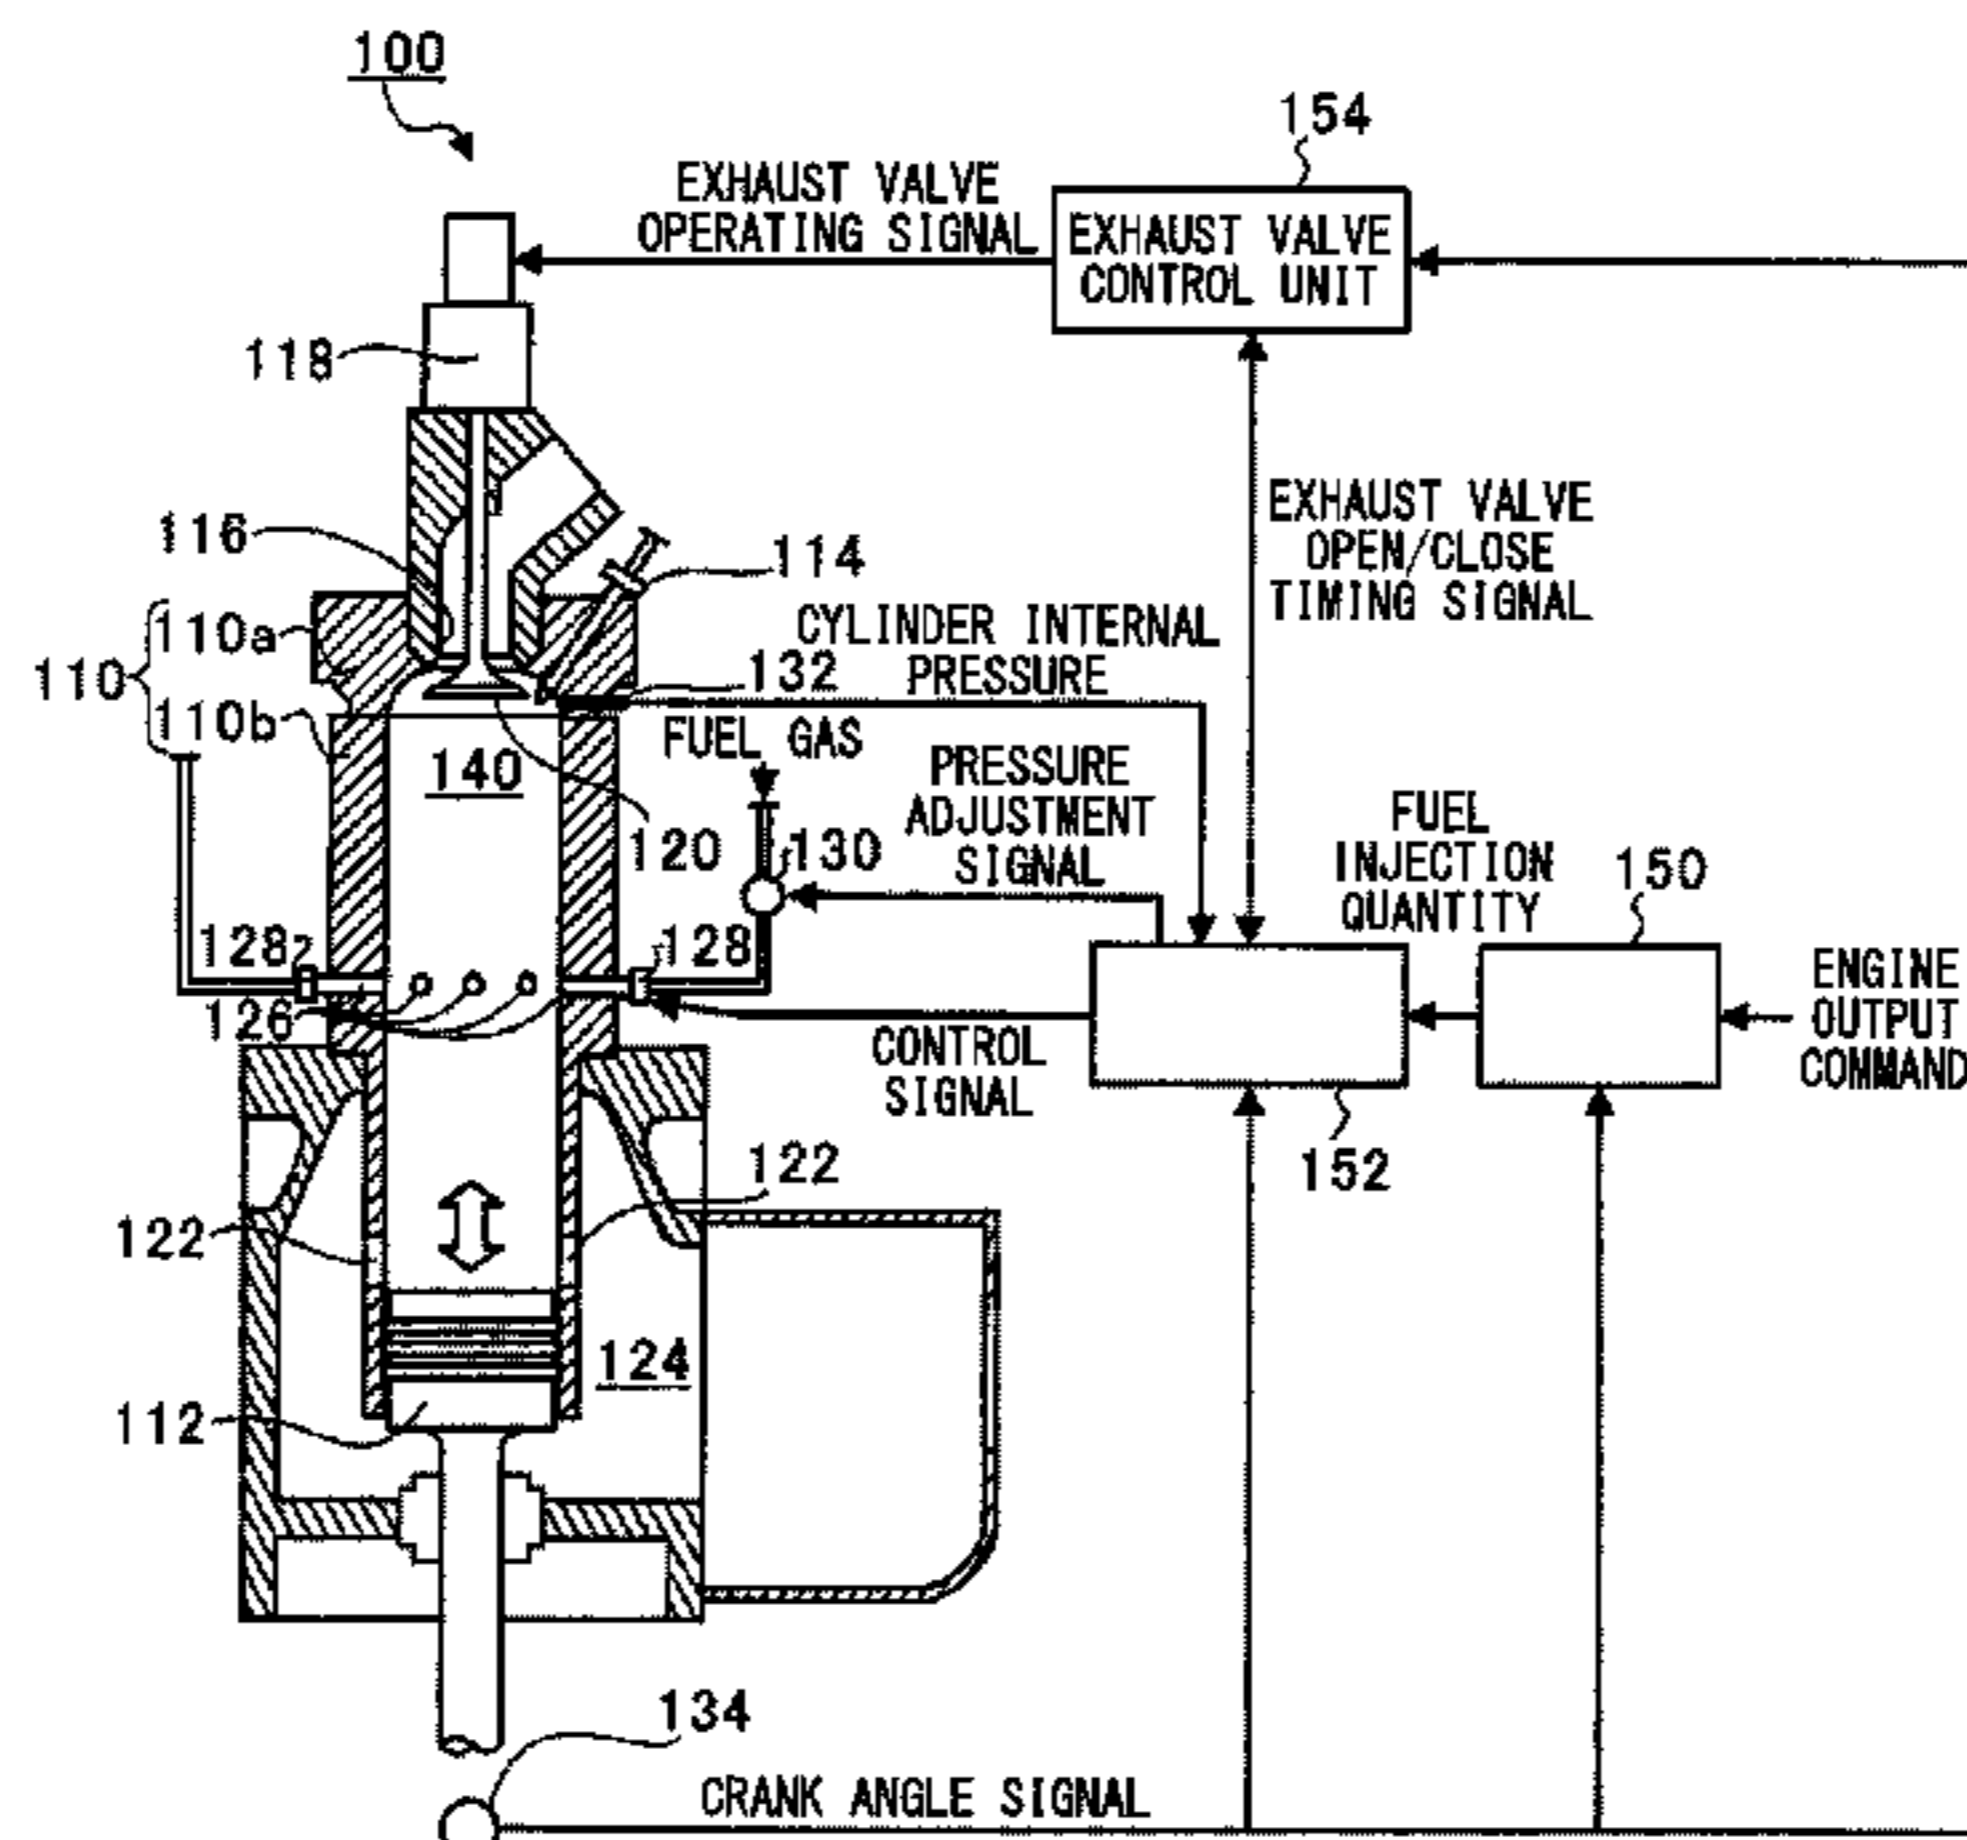 100
154
EXHAUST VALVE
OPERATING SIGNAL
EXHAUST VALVE
CONTROL UNIT
118
116
114
EXHAUST VALVE
OPEN/CLOSE
TIMING SIGNAL
110
110a
110b
CYLINDER INTERNAL
PRESSURE
132
FUEL GAS
140
120
130
PRESSURE
ADJUSTMENT
SIGNAL
FUEL
INJECTION
QUANTITY
150
128
128
126
CONTROL
SIGNAL
ENGINE
OUTPUT
COMMAND
152
122
122
124
112
134
CRANK ANGLE SIGNAL